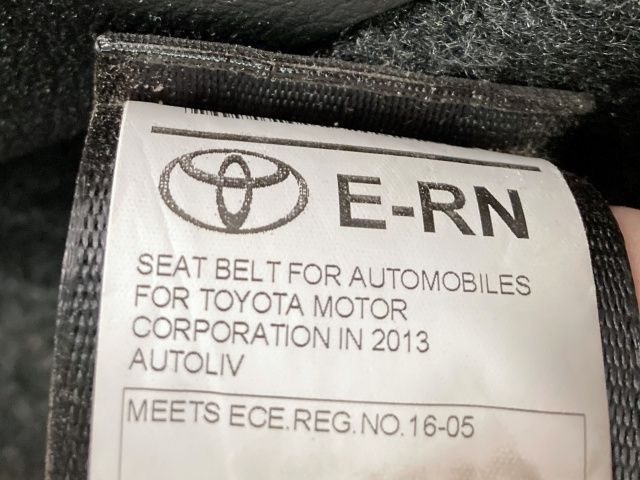 E-RN
SEAT BELT FOR AUTOMOBILES
FOR TOYOTA MOTOR
CORPORATION IN 2013
AUTOLIV
MEETS ECE.REG.NO.16-05